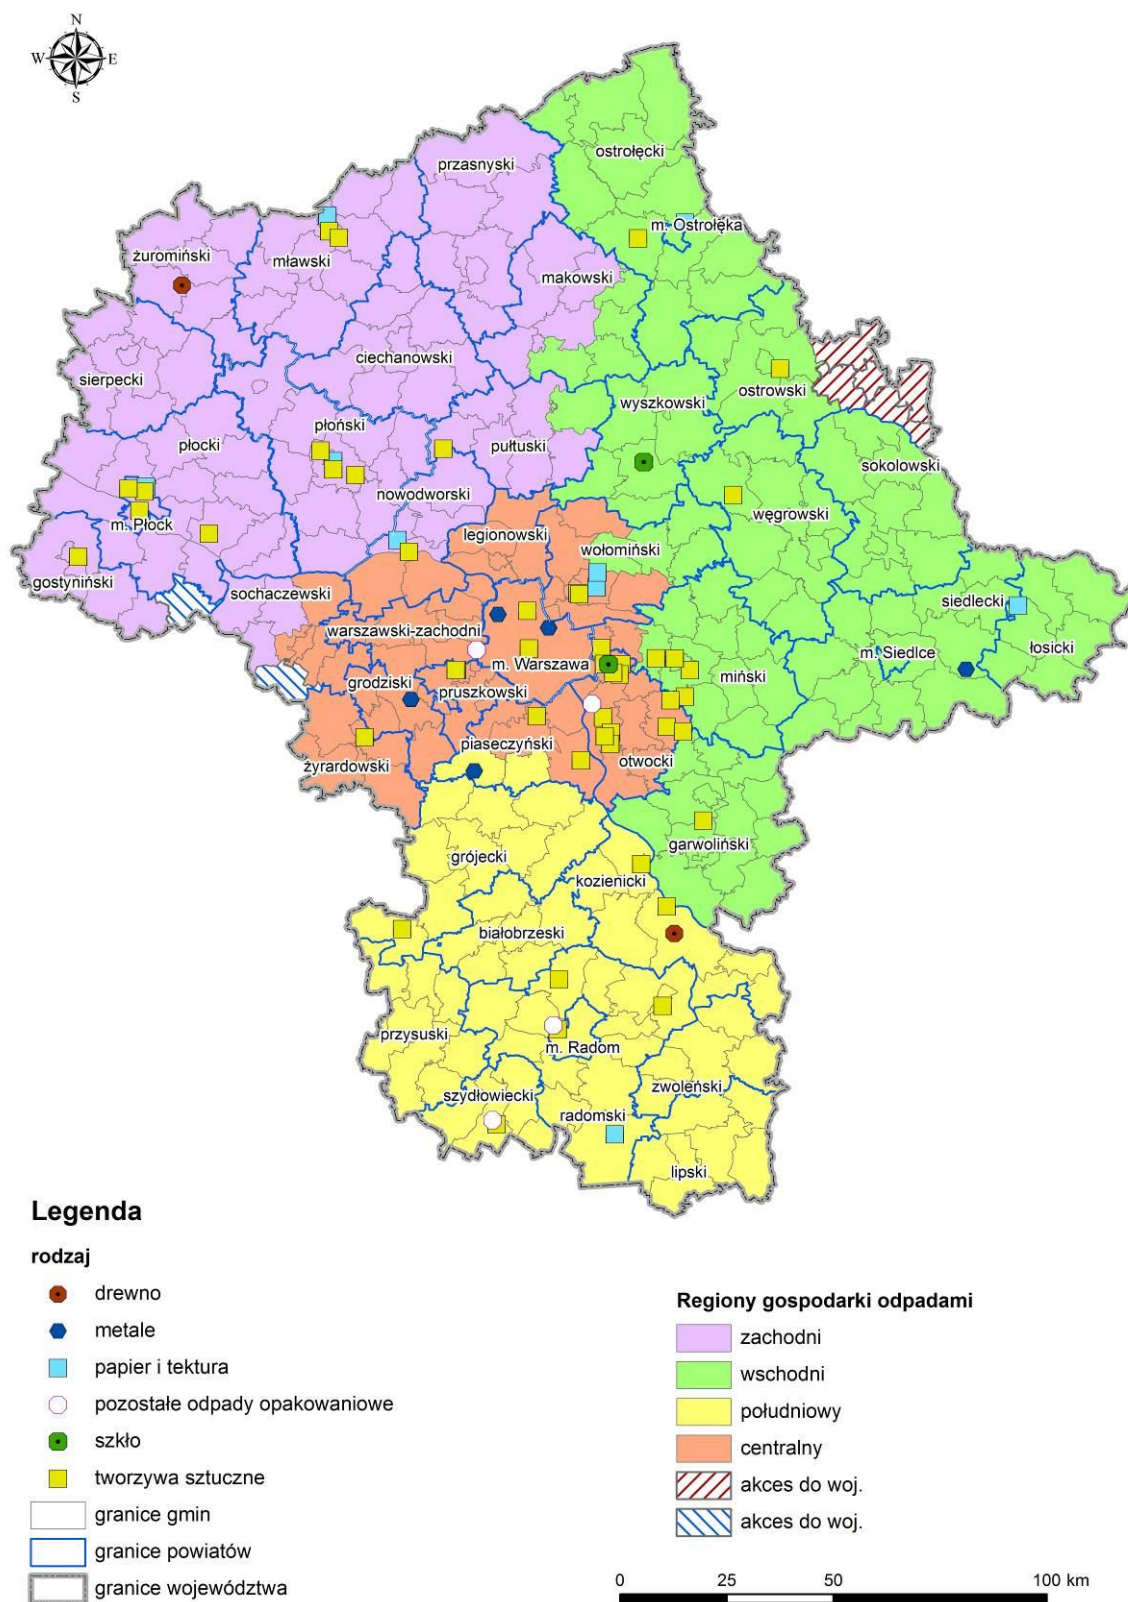 N
W E
S
ostrołęcki
przasnyski
m. Ostrołęka
żuromiński
mławski
makowski
ciechanowski
sierpecki
ostrowski
wyszkowski
płoński
płocki
pułtuski
sokolowski
nowodworski
węgrowski
m. Płock
legionowski
wołomiński
gostyniński
sochaczewski
siedlecki
warszawski-zachodni
m. Siedlce
łosicki
m. Warszawa
grodziski
miński
pruszkowski
piaseczyński
otwocki
żyrardowski
garwoliński
grójecki
kozienicki
białobrzeski
przysuski
m. Radom
zwoleński
szydłowiecki
radomski
lipski
Legenda
rodzaj
drewno
metale
papier i tektura
pozostałe odpady opakowaniowe
szkło
tworzywa sztuczne
granice gmin
granice powiatów
granice województwa
Regiony gospodarki odpadami
zachodni
wschodni
południowy
centralny
akces do woj.
akces do woj.
0 25 50 100 km